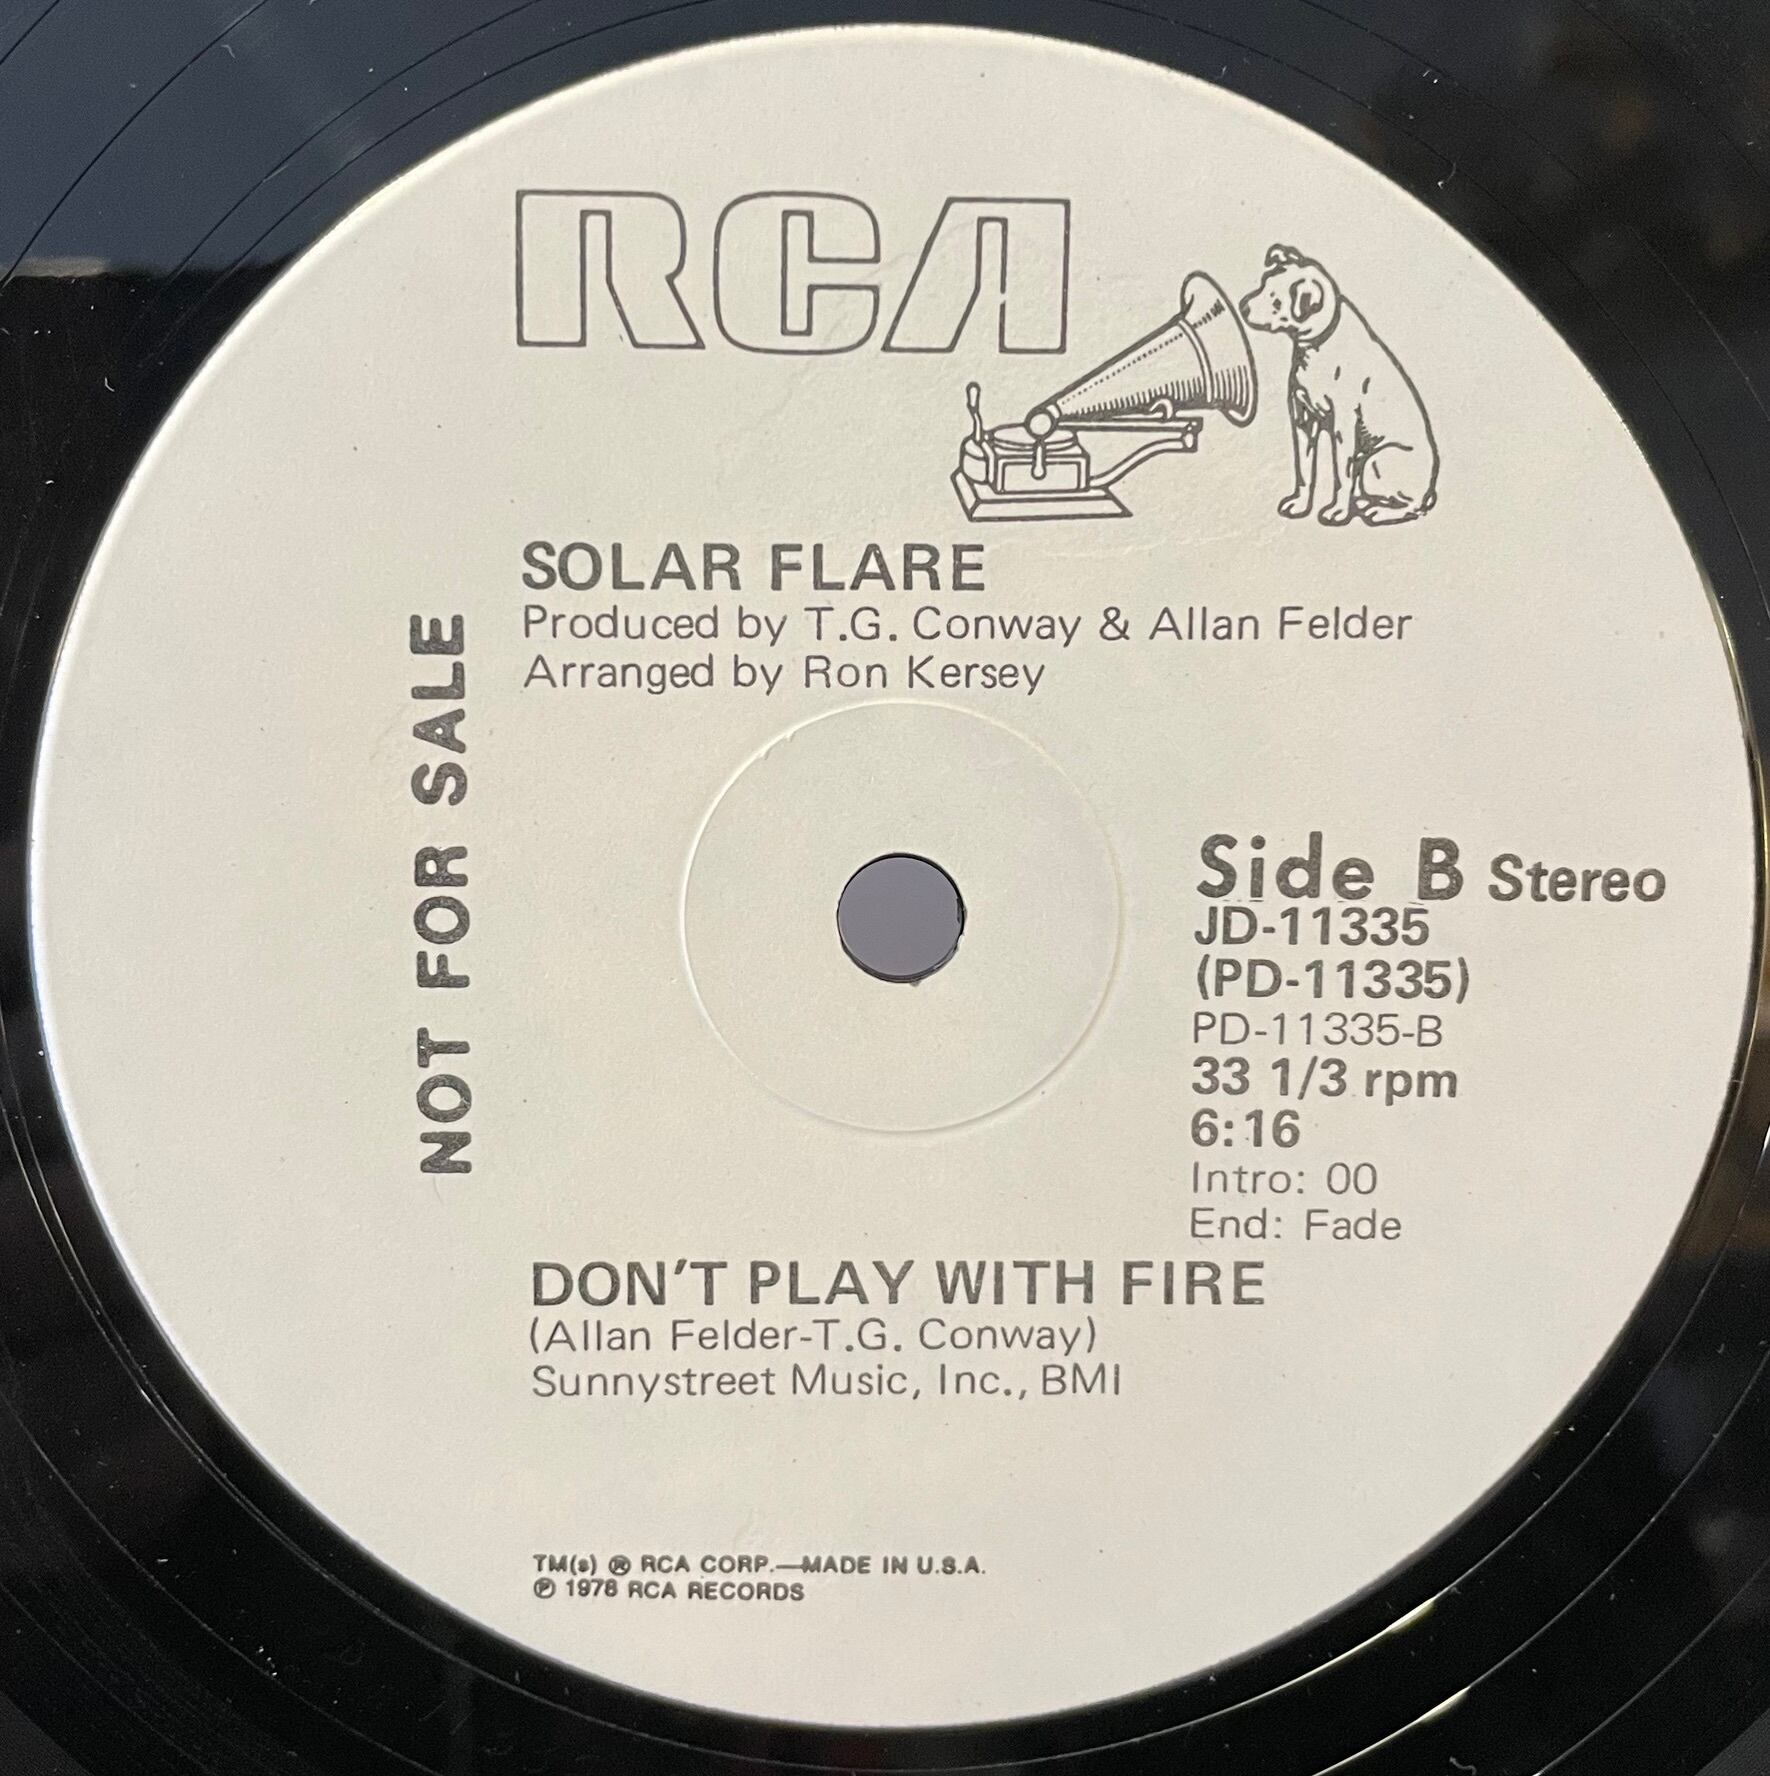 RCA
SOLAR FLARE
Produced by T.G. Conway & Allan Felder
Arranged by Ron Kersey
NOT FOR SALE
Side B Stereo
JD-11335
(PD-11335)
PD-11335-B
33 1/3 rpm
6:16
Intro: 00
End: Fade
DON'T PLAY WITH FIRE
(Allan Felder-T.G. Conway)
Sunnystreet Music, Inc., BMI
TM(s) ® RCA CORP.—MADE IN U.S.A.
℗ 1978 RCA RECORDS